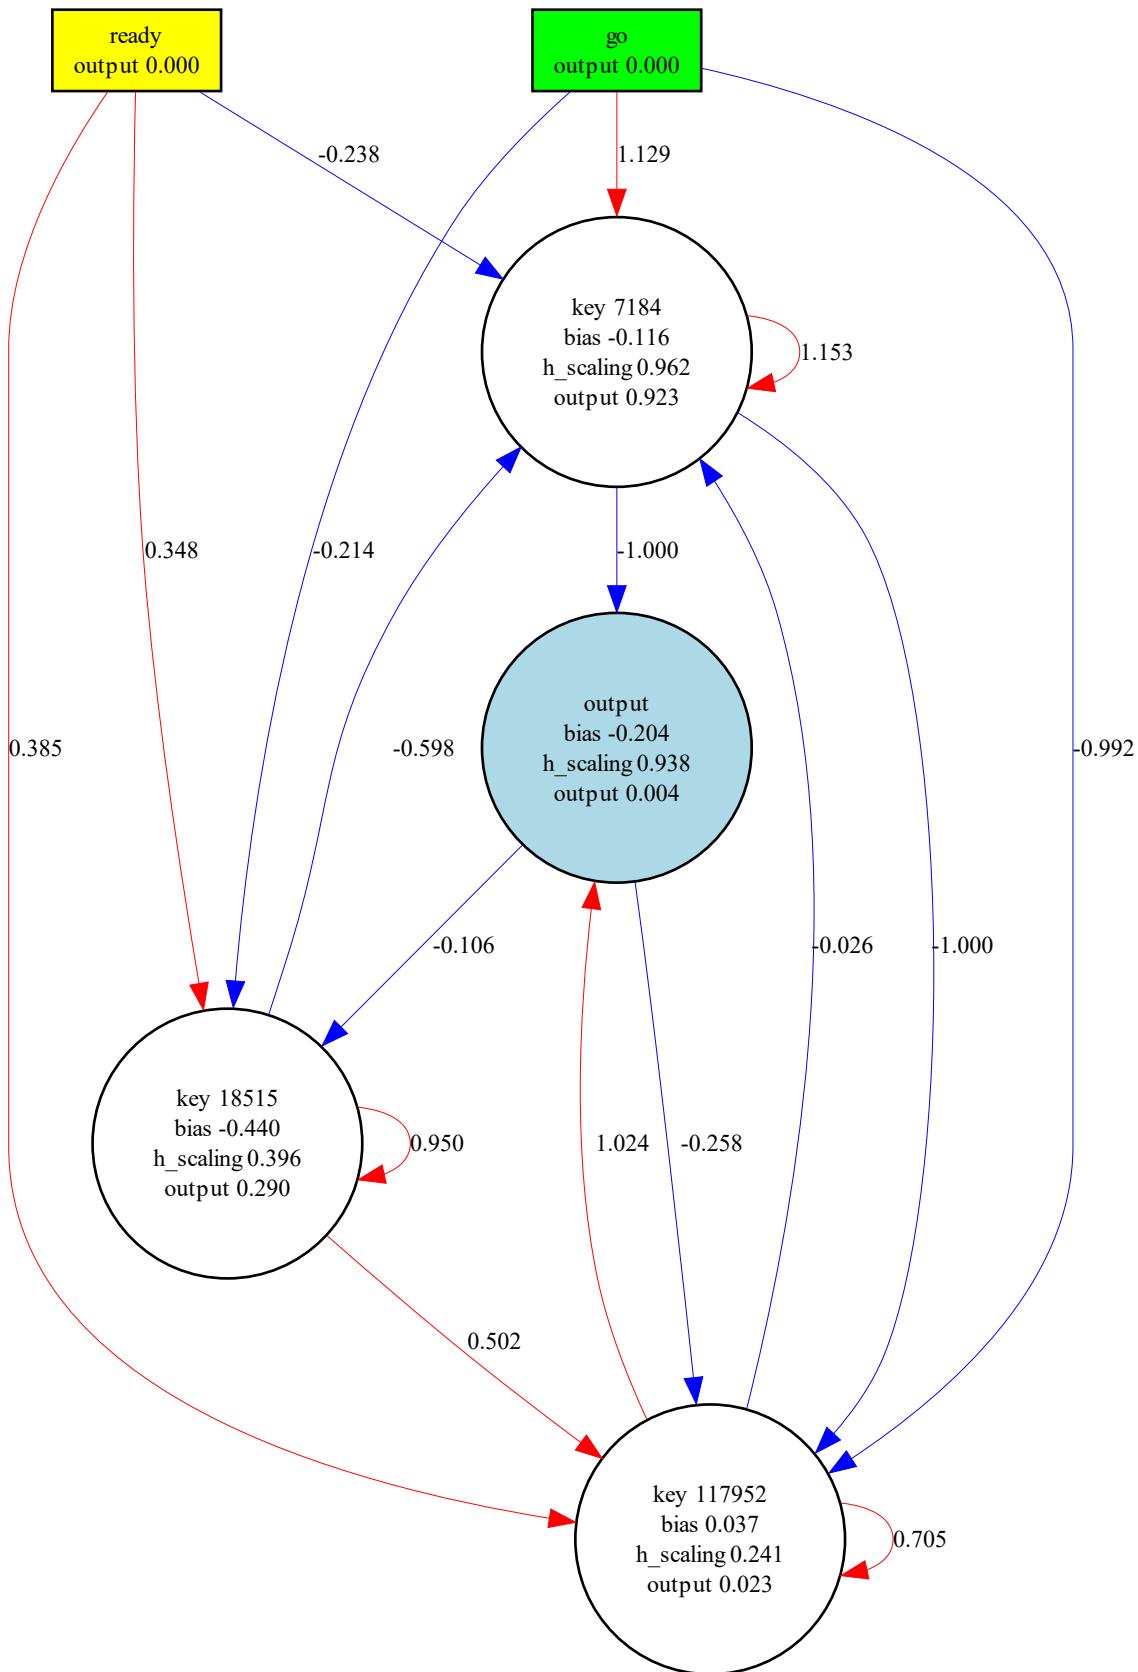 ready
output 0.000
go
output 0.000
-0.238
1.129
key 7184
bias -0.116
h_scaling 0.962
output 0.923
1.153
0.348
-0.214
-1.000
output
bias -0.204
h_scaling 0.938
output 0.004
0.385
-0.598
-0.992
-0.106
-0.026
-1.000
key 18515
bias -0.440
h_scaling 0.396
output 0.290
0.950
1.024
-0.258
0.502
key 117952
bias 0.037
h_scaling 0.241
output 0.023
0.705